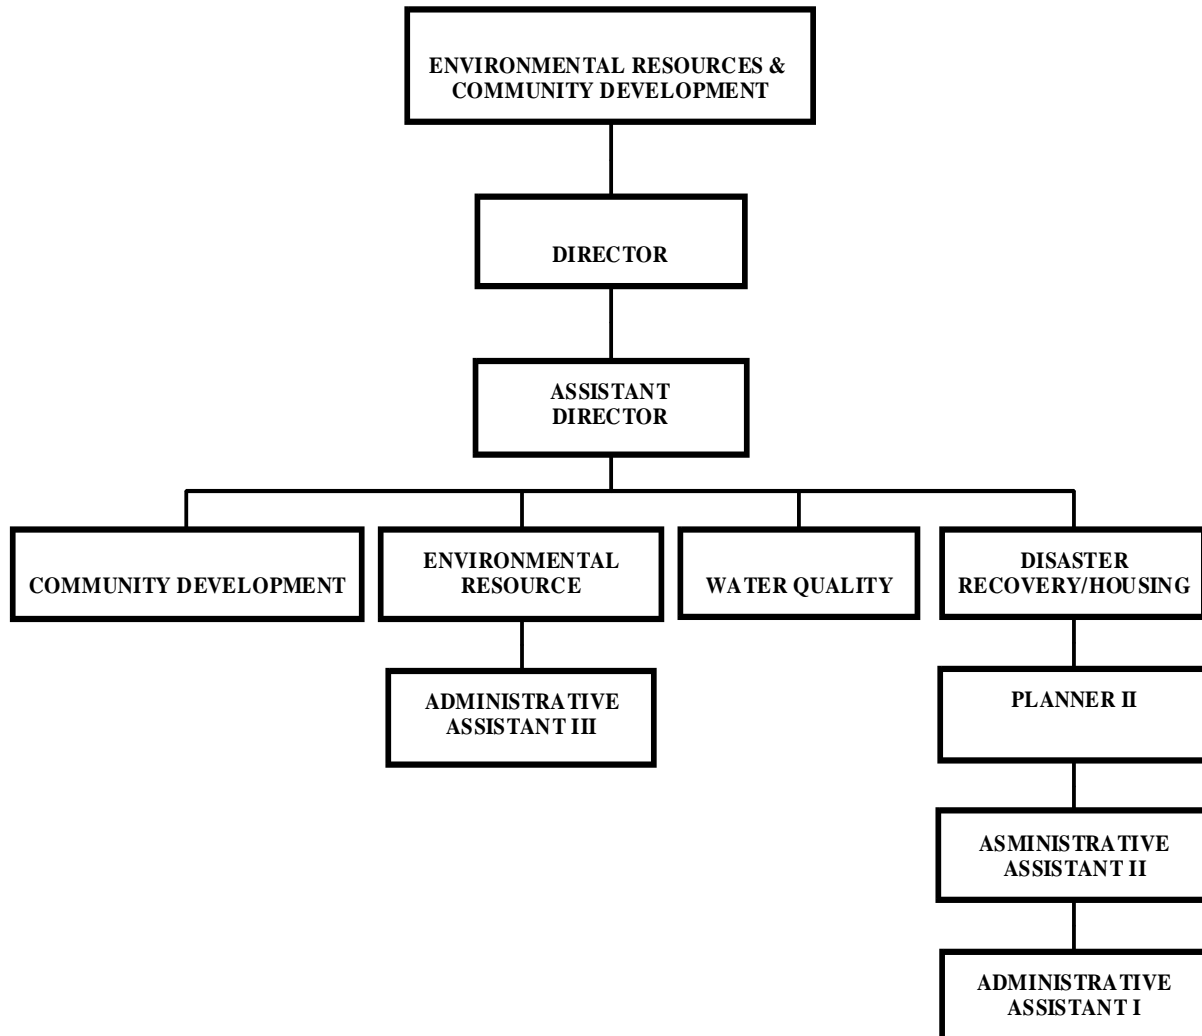 ENVIRONMENTAL RESOURCES &
COMMUNITY DEVELOPMENT
DIRECTOR
ASSISTANT
DIRECTOR
COMMUNITY DEVELOPMENT
ENVIRONMENTAL
RESOURCE
WATER QUALITY
DISASTER
RECOVERY/HOUSING
ADMINISTRATIVE
ASSISTANT III
PLANNER II
ASMINISTRATIVE
ASSISTANT II
ADMINISTRATIVE
ASSISTANT I